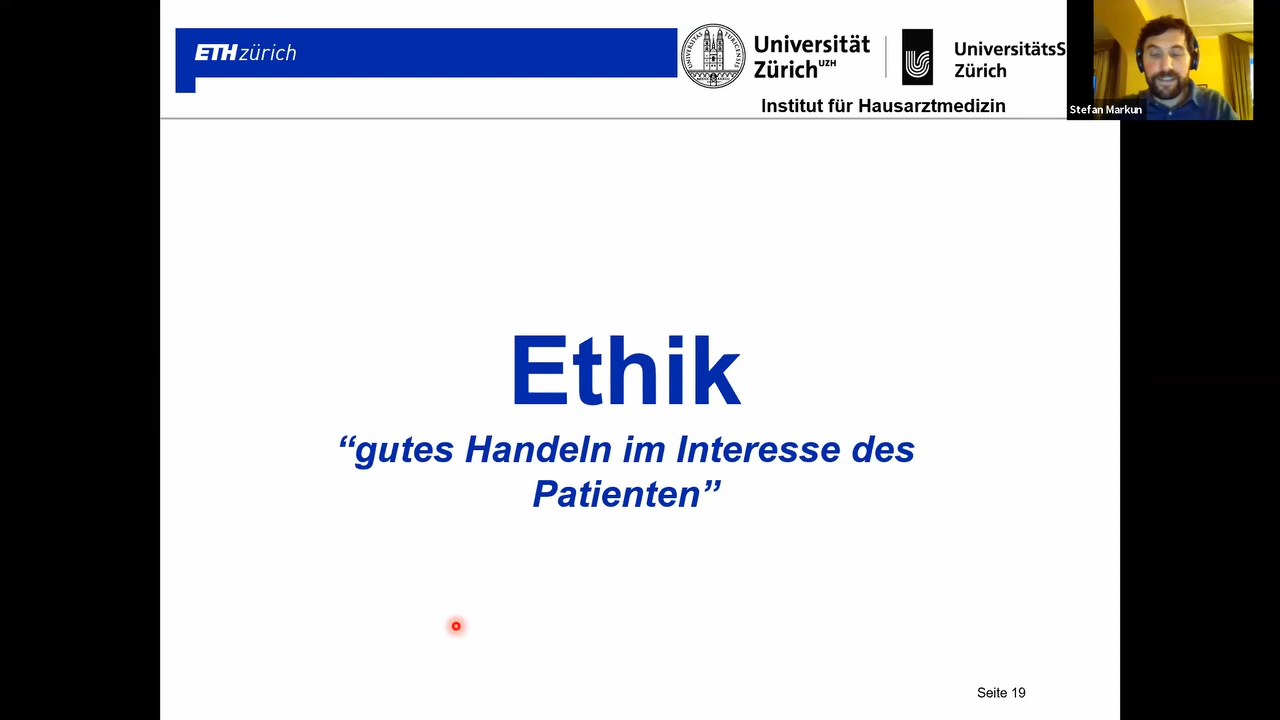 ETH zürich
Universität
Zürich UZH
UniversitätsS
Zürich
Institut für Hausarztmedizin
Stefan Markun
Ethik
“gutes Handeln im Interesse des
Patienten”
Seite 19